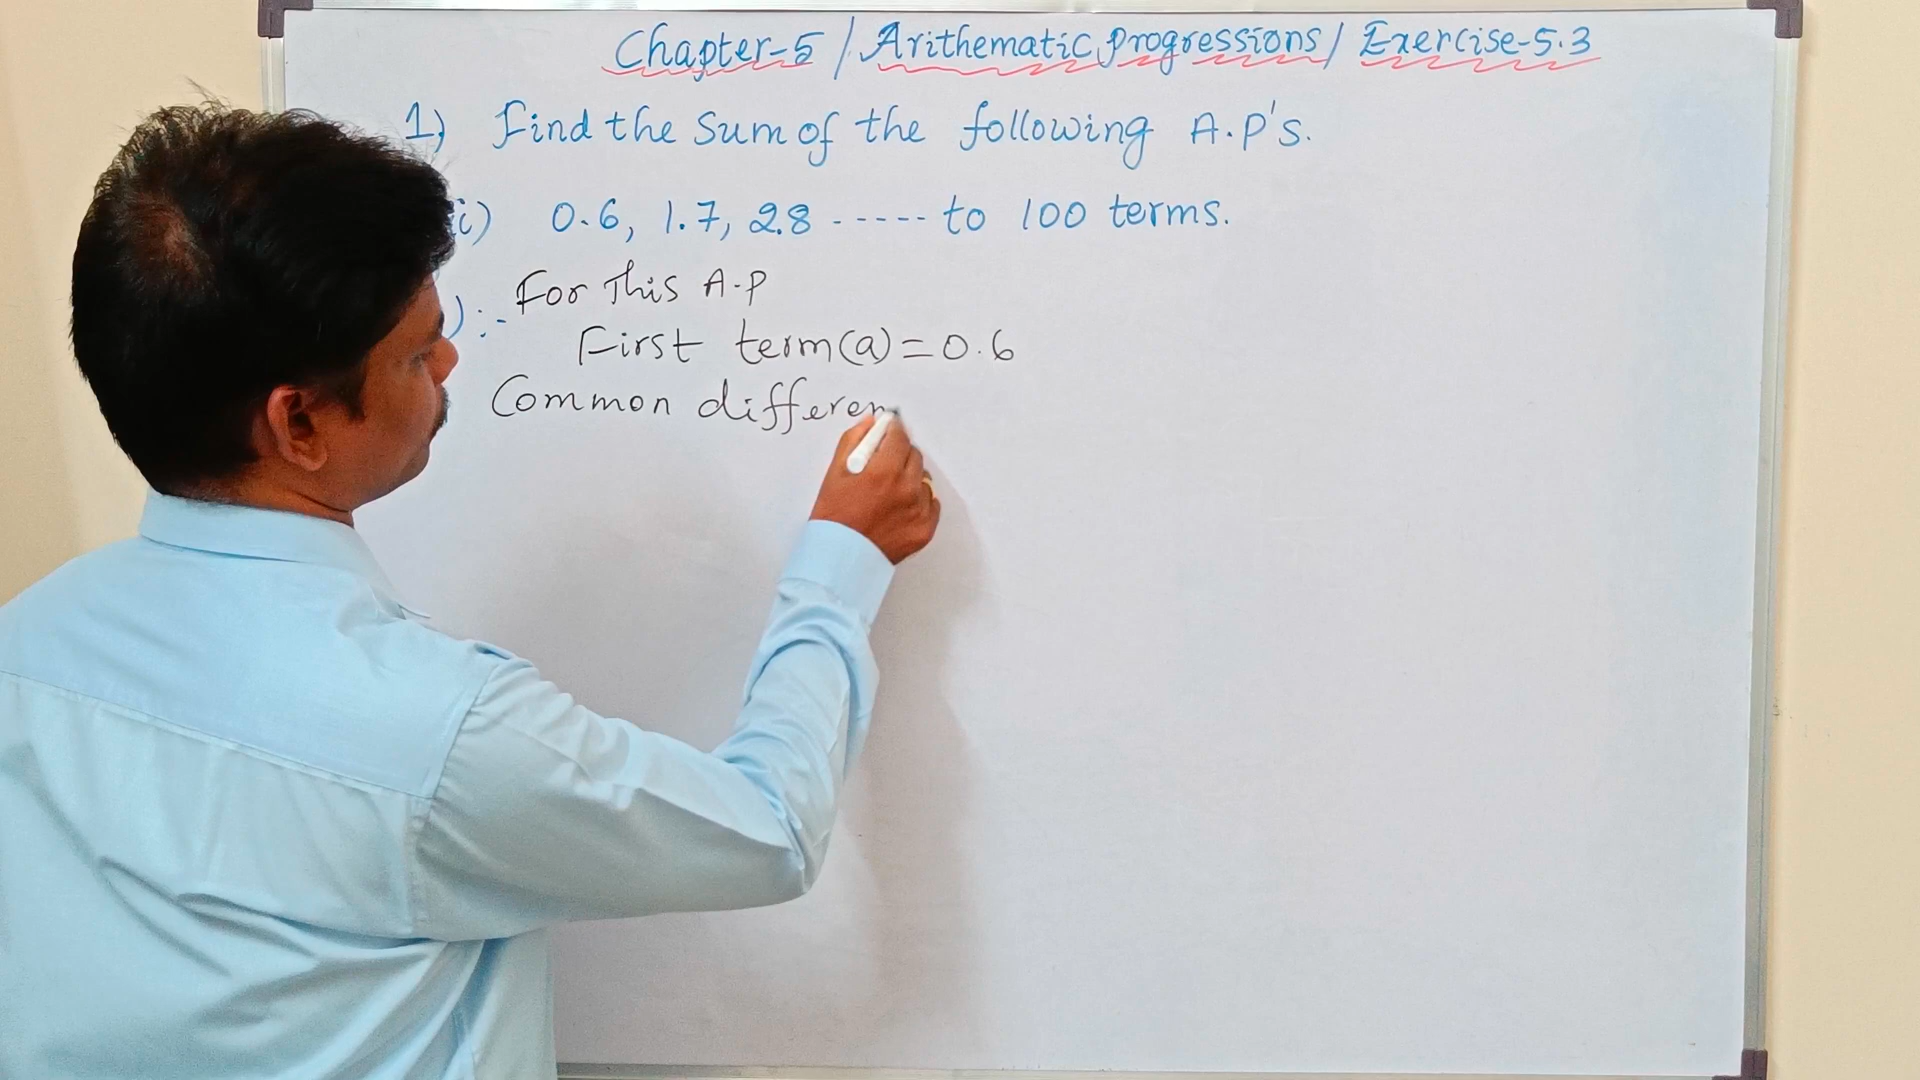 Chapter-5 / Arithematic progressions / Exercise-5.3
1) Find the Sum of the following A.P's.
i) 0.6, 1.7, 2.8 ----- to 100 terms.
):- For This A.P
First term(a)=0.6
Common differen